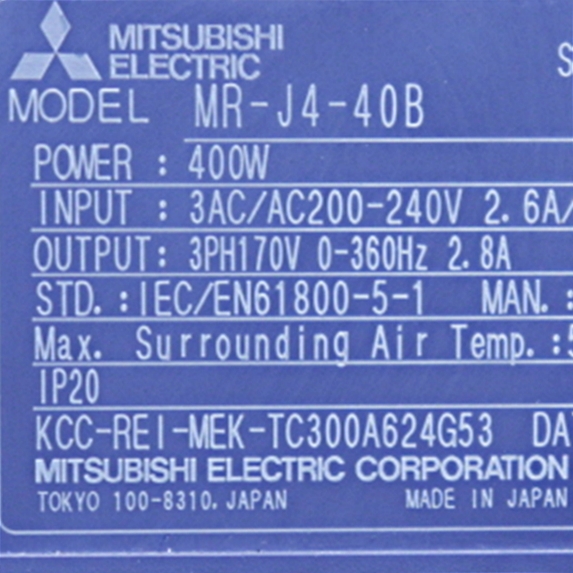 MITSUBISHI
ELECTRIC
S
MODEL MR-J4-40B
POWER : 400W
INPUT : 3AC/AC200-240V 2.6A/
OUTPUT: 3PH170V 0-360Hz 2.8A
STD.:IEC/EN61800-5-1 MAN.:
Max. Surrounding Air Temp.:5
IP20
KCC-REI-MEK-TC300A624G53 DA
MITSUBISHI ELECTRIC CORPORATION
TOKYO 100-8310, JAPAN MADE IN JAPAN